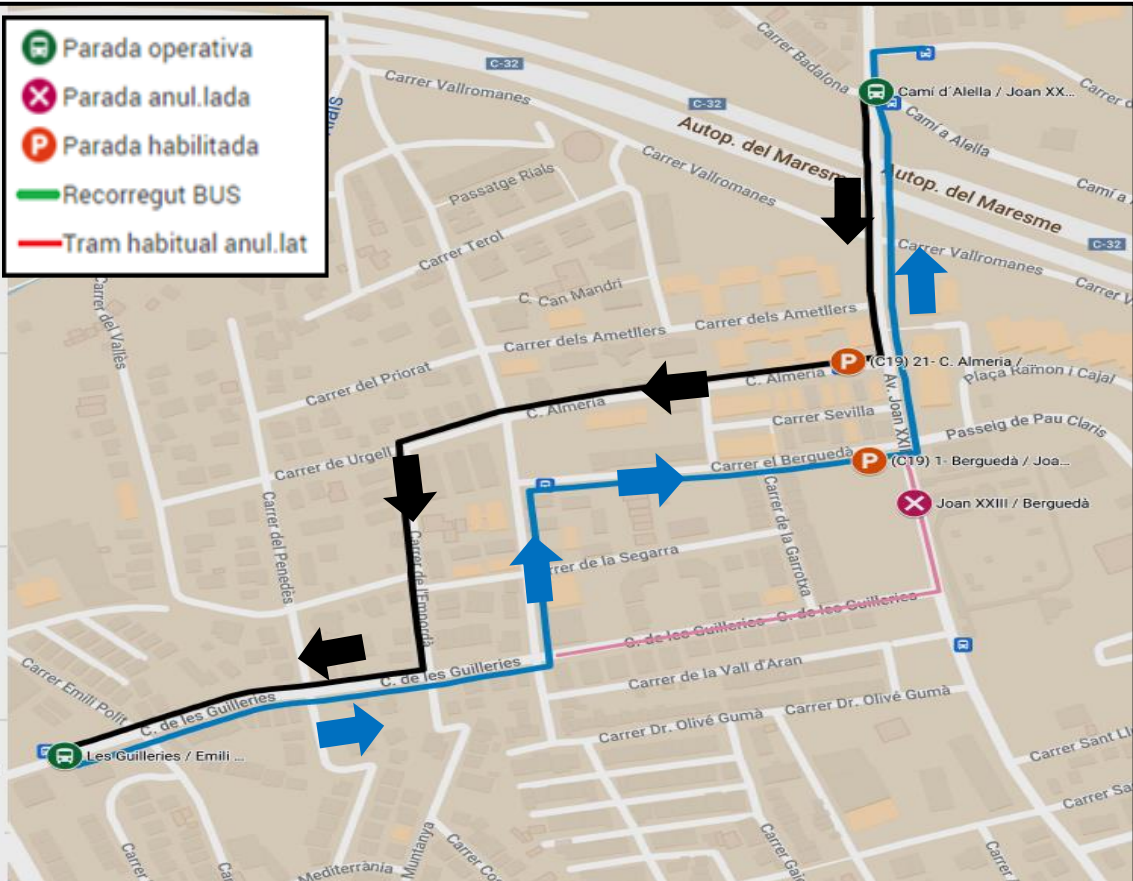 Parada operativa
Parada anul.lada
Parada habilitada
Recorregut BUS
Tram habitual anul.lat
C-32
Carrer Vallromanes
Carrer Badalona
Camí d´Alella / Joan XX...
Camí a Alella
C-32
Autop. del Maresme
Autop. del Maresme
Camí a
Carrer Vallromanes
Passatge Rials
Carrer Vallromanes
C-32
Carrer Terol
C. Can Mandri
Carrer dels Ametllers
Carrer dels Ametllers
Carrer del Vallès
Carrer del Priorat
(C19) 21- C. Almeria / ...
C. Almeria
Plaça Ramon i Cajal
C. Almeria
Carrer Sevilla
Av. Joan XXIII
Passeig de Pau Claris
Carrer de Urgell
Carrer el Berguedà
(C19) 1- Berguedà / Joa...
Joan XXIII / Berguedà
Carrer del Penedès
Carrer de l'Empordà
Carrer de la Garrotxa
Carrer de la Segarra
C. de les Guilleries
C. de les Guilleries
C. de les Guilleries
Carrer de la Vall d'Aran
Carrer Emili Polit
C. de les Guilleries
Carrer Dr. Olivé Gumà
Carrer Dr. Olivé Gumà
Les Guilleries / Emili ...
Carrer Sant
Carrer
Mediterrània
Muntanya
Carrer
Carrer
Carrer